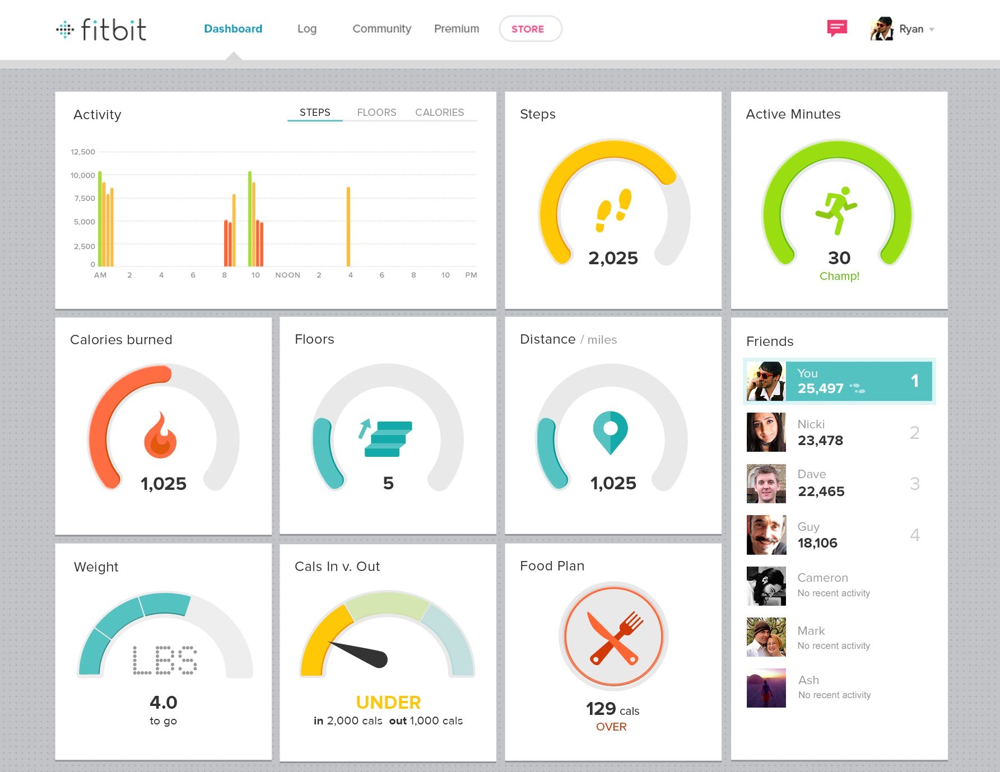 fitbit
Dashboard Log Community Premium STORE Ryan
Activity
STEPS FLOORS CALORIES
12,500
10,000
7,500
5,000
2,500
0
AM 2 4 6 8 10 NOON 2 4 6 8 10 PM
Steps
2,025
Active Minutes
30
Champ!
Calories burned
1,025
Floors
5
Distance / miles
1,025
Friends
You
25,497 1
Nicki
23,478 2
Dave
22,465 3
Guy
18,106 4
Cameron
No recent activity
Mark
No recent activity
Ash
No recent activity
Weight
LBS
4.0
to go
Cals In v. Out
UNDER
in 2,000 cals out 1,000 cals
Food Plan
129 cals
OVER